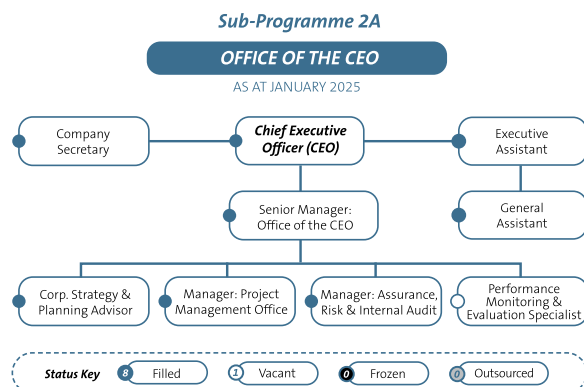 Sub-Programme 2A
OFFICE OF THE CEO
AS AT JANUARY 2025
Company
Secretary
Chief Executive
Officer (CEO)
Executive
Assistant
Senior Manager:
Office of the CEO
General
Assistant
Corp. Strategy &
Planning Advisor
Manager: Project
Management Office
Manager: Assurance,
Risk & Internal Audit
Performance
Monitoring &
Evaluation Specialist
Status Key
8 Filled
1 Vacant
0 Frozen
0 Outsourced